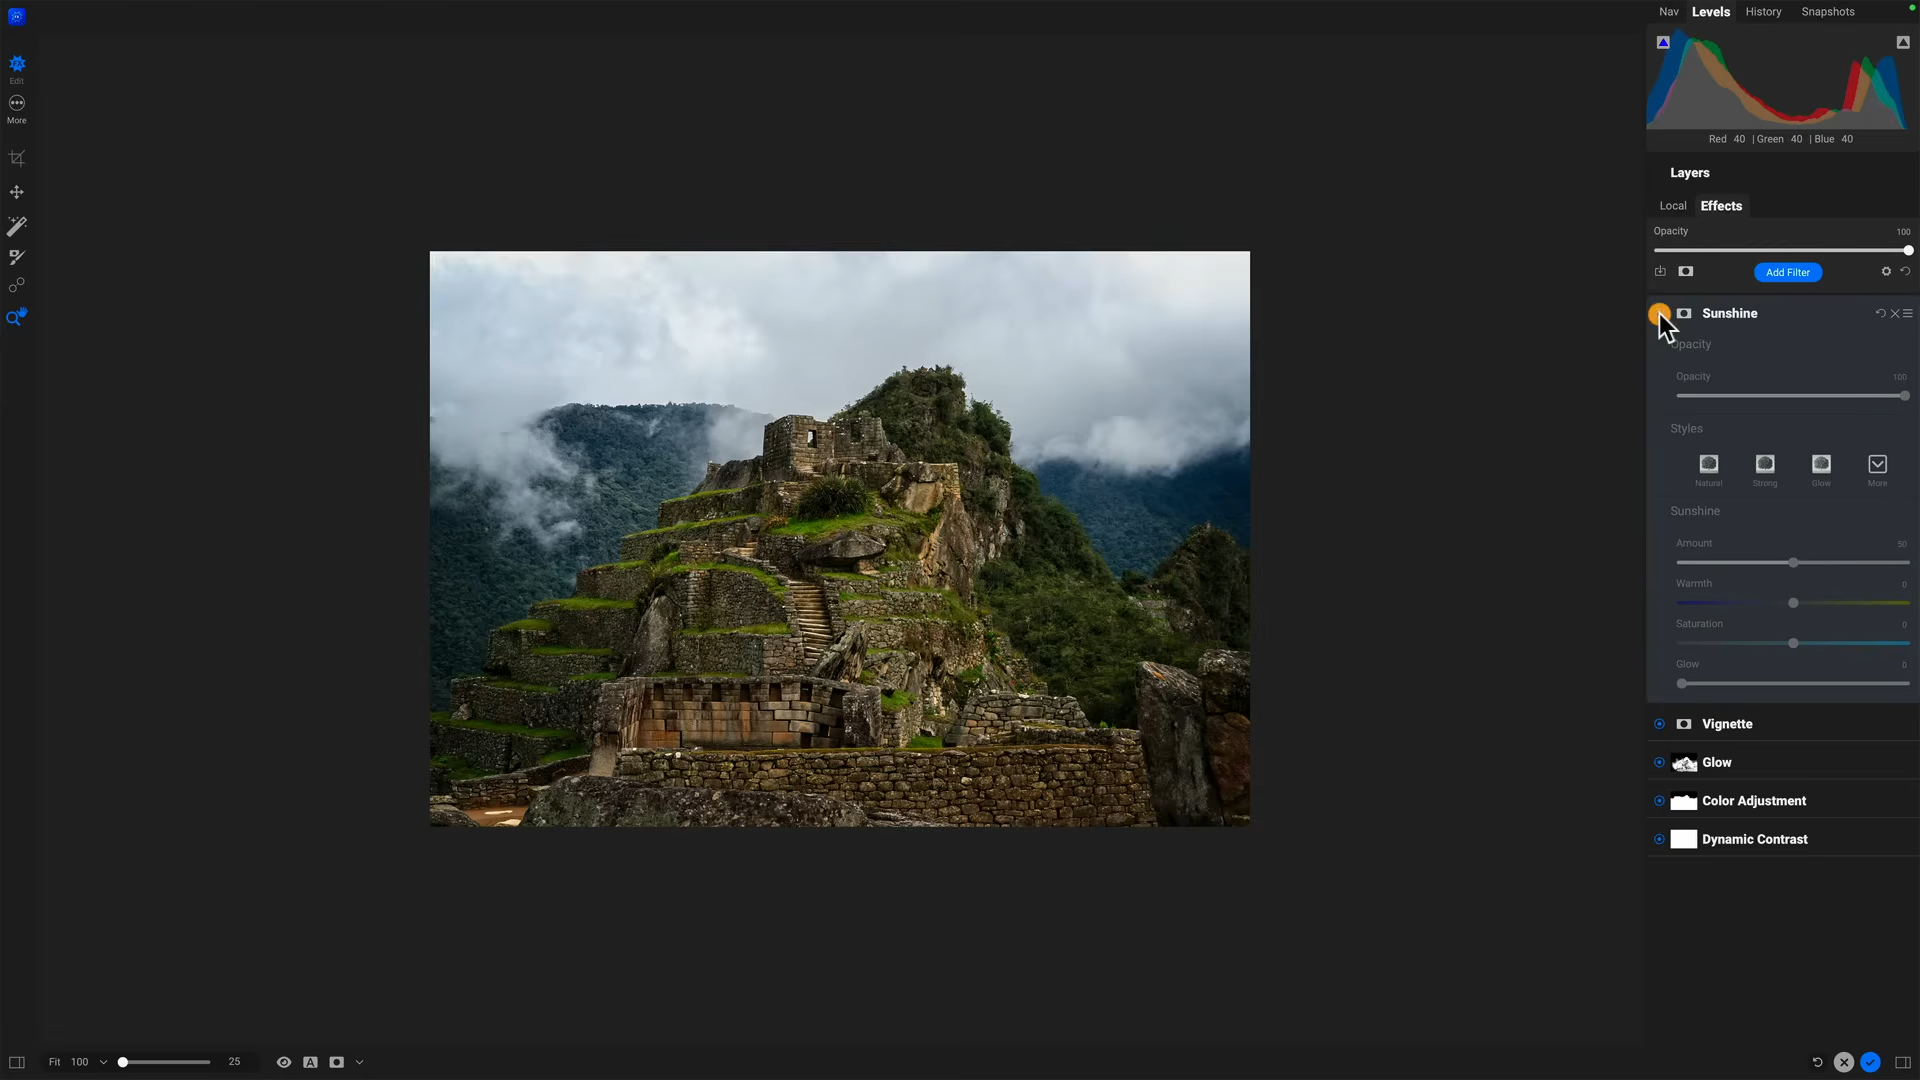 Nav Levels History Snapshots
Edit
More
Red 40 | Green 40 | Blue 40
Layers
Local Effects
Opacity 100
Add Filter
Sunshine
Opacity
Opacity 100
Styles
Natural Strong Glow More
Sunshine
Amount 50
Warmth 0
Saturation 0
Glow 0
Vignette
Glow
Color Adjustment
Dynamic Contrast
Fit 100 25 A